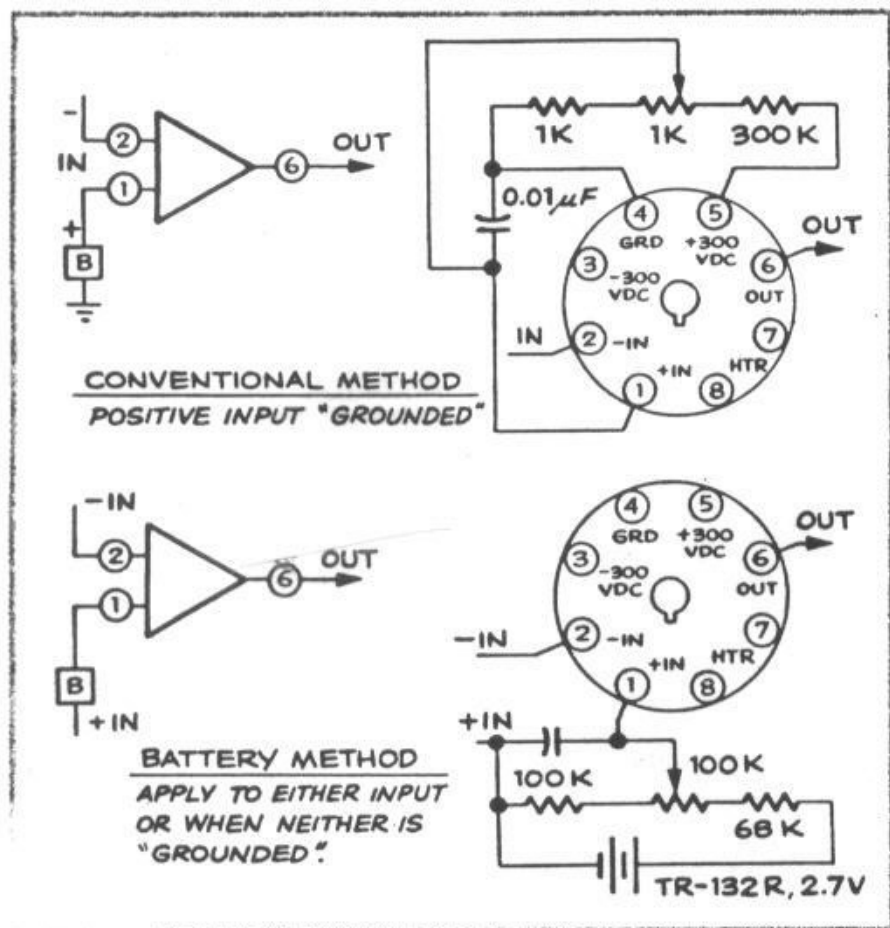 -
2
IN
1
+
B
6
OUT
1K
1K
300K
0.01µF
4
GRD
5
+300
VDC
3
-300
VDC
6
OUT
OUT
IN
2
-IN
7
HTR
+IN
1
8
CONVENTIONAL METHOD
POSITIVE INPUT "GROUNDED"
-IN
2
1
6
OUT
B
+IN
4
GRD
5
+300
VDC
3
-300
VDC
6
OUT
OUT
-IN
2
-IN
7
HTR
+IN
1
8
+IN
100K
100K
68K
TR-132R, 2.7V
BATTERY METHOD
APPLY TO EITHER INPUT
OR WHEN NEITHER IS
"GROUNDED".